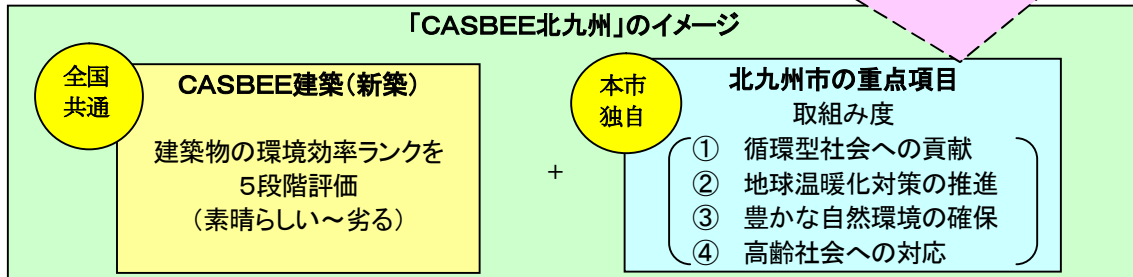 「CASBEE北九州」のイメージ
全国
共通
CASBEE建築(新築)
建築物の環境効率ランクを
5段階評価
(素晴らしい~劣る)
+
本市
独自
北九州市の重点項目
取組み度
① 循環型社会への貢献
② 地球温暖化対策の推進
③ 豊かな自然環境の確保
④ 高齢社会への対応